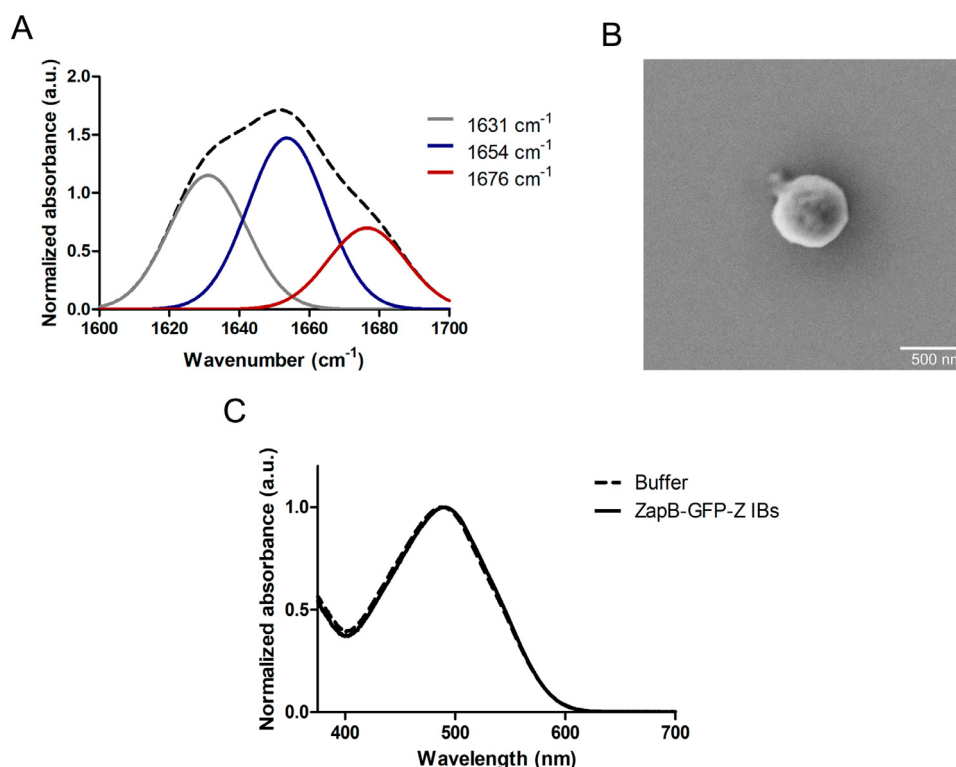 A
Normalized absorbance (a.u.)
2.0
1.5
1.0
0.5
0.0
1600 1620 1640 1660 1680 1700
Wavenumber (cm⁻¹)
1631 cm⁻¹
1654 cm⁻¹
1676 cm⁻¹
B
500 nm
C
Normalized absorbance (a.u.)
1.0
0.5
0.0
400 500 600 700
Wavelength (nm)
Buffer
ZapB-GFP-Z IBs